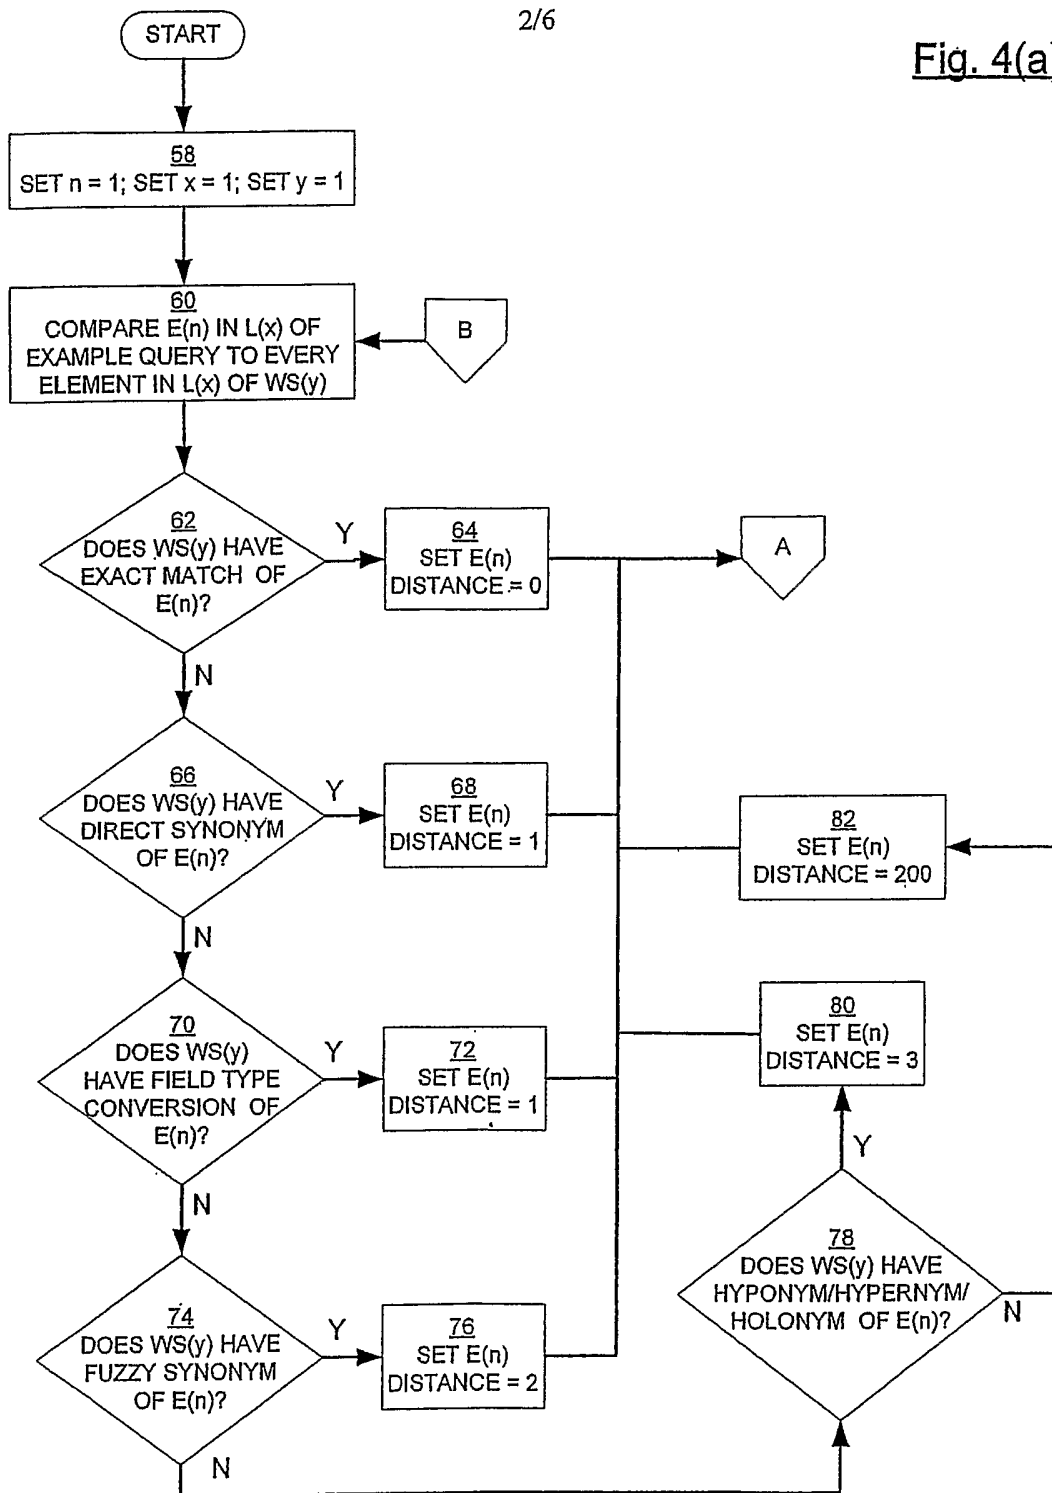 2/6
Fig. 4(a)
START
58
SET n = 1; SET x = 1; SET y = 1
60
COMPARE E(n) IN L(x) OF
EXAMPLE QUERY TO EVERY
ELEMENT IN L(x) OF WS(y)
B
62
DOES WS(y) HAVE
EXACT MATCH OF
E(n)?
Y
64
SET E(n)
DISTANCE = 0
A
N
66
DOES WS(y) HAVE
DIRECT SYNONYM
OF E(n)?
Y
68
SET E(n)
DISTANCE = 1
82
SET E(n)
DISTANCE = 200
N
70
DOES WS(y)
HAVE FIELD TYPE
CONVERSION OF
E(n)?
Y
72
SET E(n)
DISTANCE = 1
80
SET E(n)
DISTANCE = 3
Y
N
74
DOES WS(y) HAVE
FUZZY SYNONYM
OF E(n)?
Y
76
SET E(n)
DISTANCE = 2
78
DOES WS(y) HAVE
HYPONYM/HYPERNYM/
HOLONYM OF E(n)?
N
N